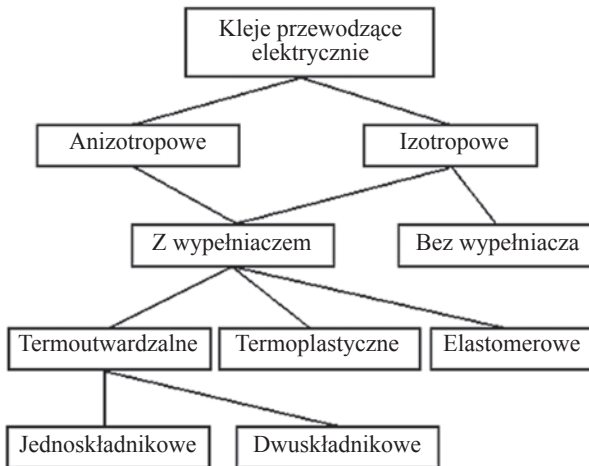 Kleje przewodzące
elektrycznie
Anizotropowe
Izotropowe
Z wypełniaczem
Bez wypełniacza
Termoutwardzalne
Termoplastyczne
Elastomerowe
Jednoskładnikowe
Dwuskładnikowe